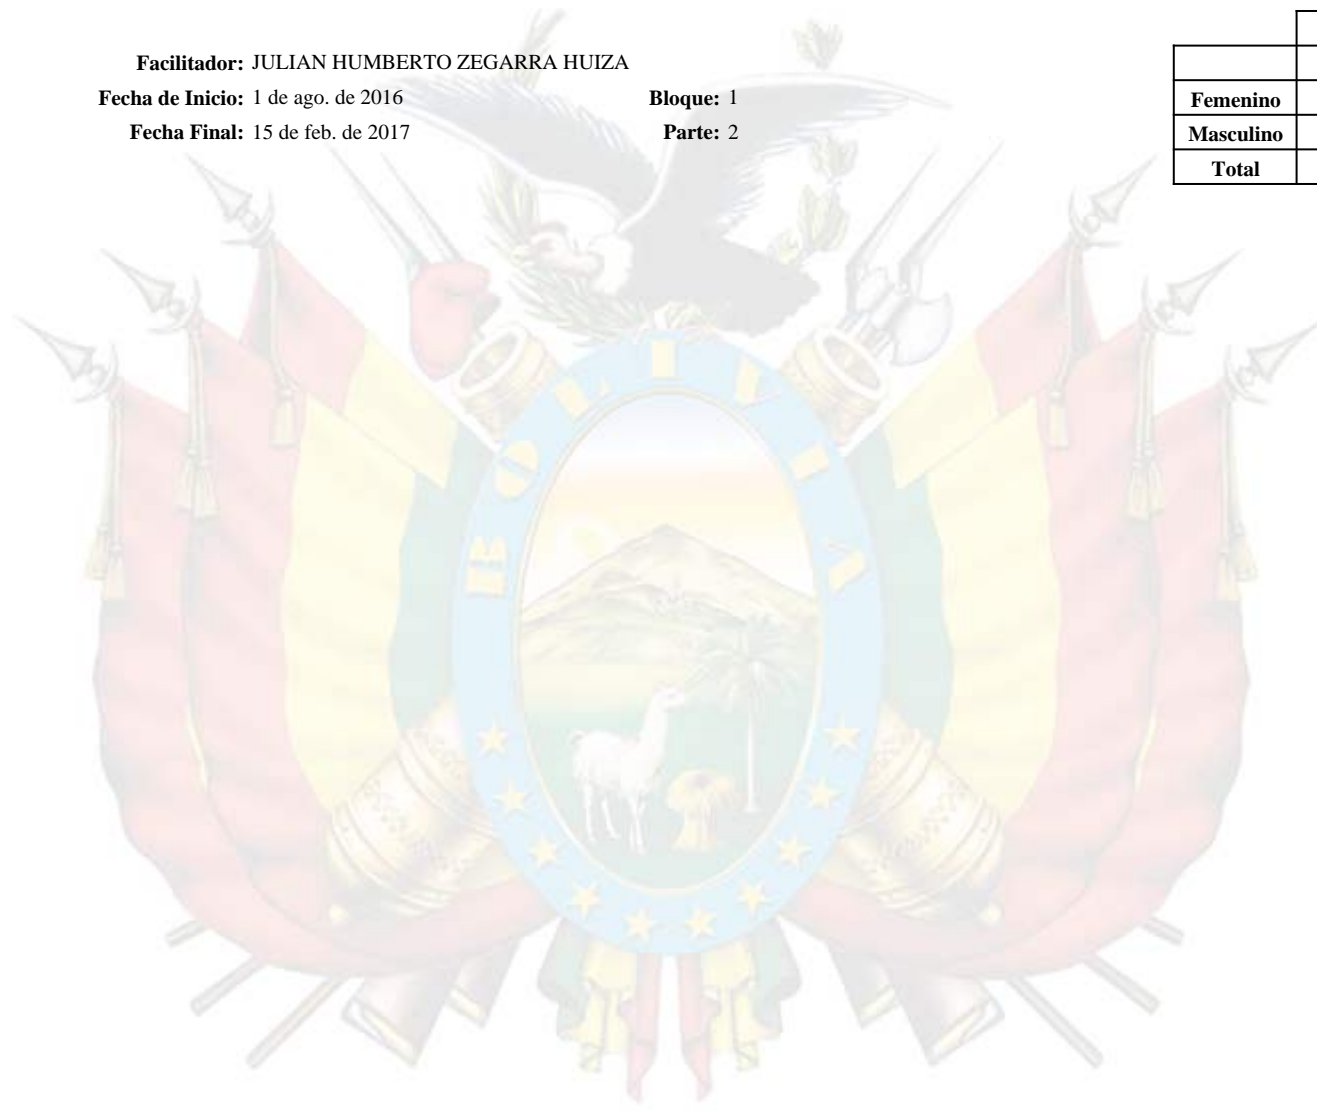 Facilitador: JULIAN HUMBERTO ZEGARRA HUIZA
Fecha de Inicio: 1 de ago. de 2016 Bloque: 1
Fecha Final: 15 de feb. de 2017 Parte: 2
Femenino
Masculino
Total
BOLIVIA